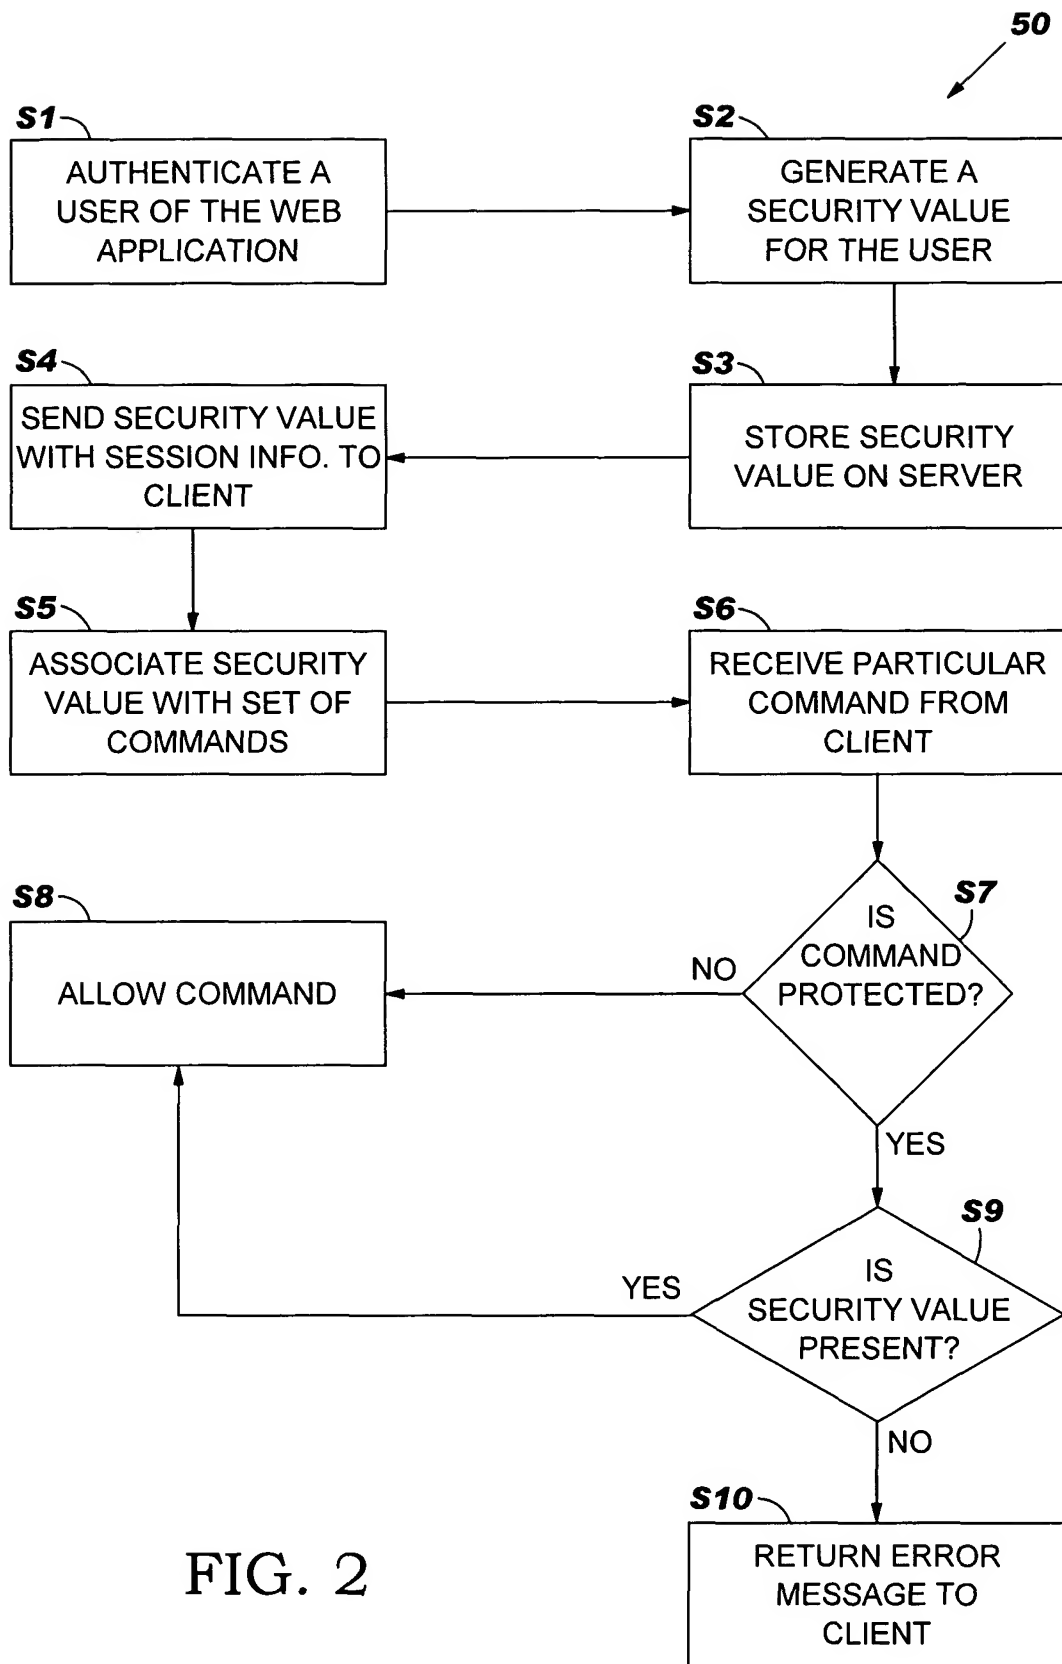 50
S1
AUTHENTICATE A
USER OF THE WEB
APPLICATION
S2
GENERATE A
SECURITY VALUE
FOR THE USER
S4
SEND SECURITY VALUE
WITH SESSION INFO. TO
CLIENT
S3
STORE SECURITY
VALUE ON SERVER
S5
ASSOCIATE SECURITY
VALUE WITH SET OF
COMMANDS
S6
RECEIVE PARTICULAR
COMMAND FROM
CLIENT
S8
ALLOW COMMAND
NO
S7
IS
COMMAND
PROTECTED?
YES
YES
S9
IS
SECURITY VALUE
PRESENT?
NO
S10
RETURN ERROR
MESSAGE TO
CLIENT
FIG. 2